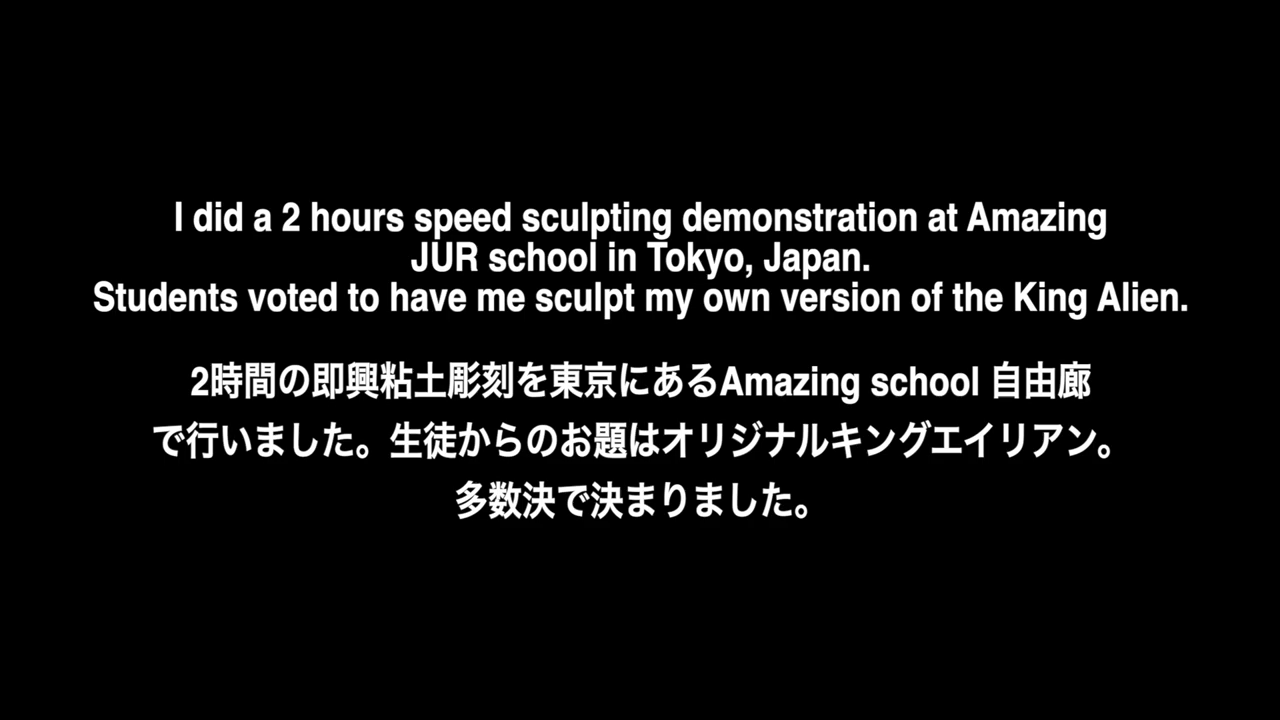 I did a 2 hours speed sculpting demonstration at Amazing
JUR school in Tokyo, Japan.
Students voted to have me sculpt my own version of the King Alien.
2時間の即興粘土彫刻を東京にあるAmazing school 自由廊
で行いました。生徒からのお題はオリジナルキングエイリアン。
多数決で決まりました。